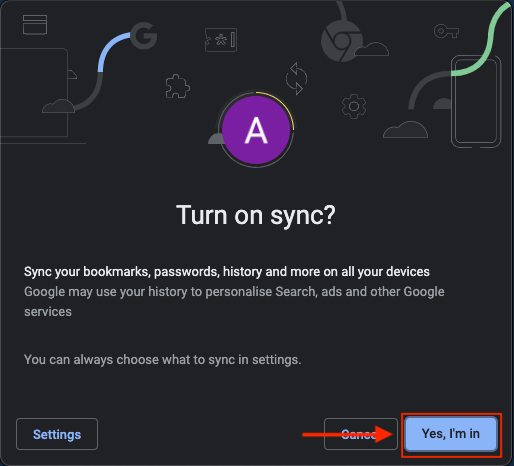 A
Turn on sync?
Sync your bookmarks, passwords, history and more on all your devices
Google may use your history to personalise Search, ads and other Google
services
You can always choose what to sync in settings.
Settings
Cancel
Yes, I'm in